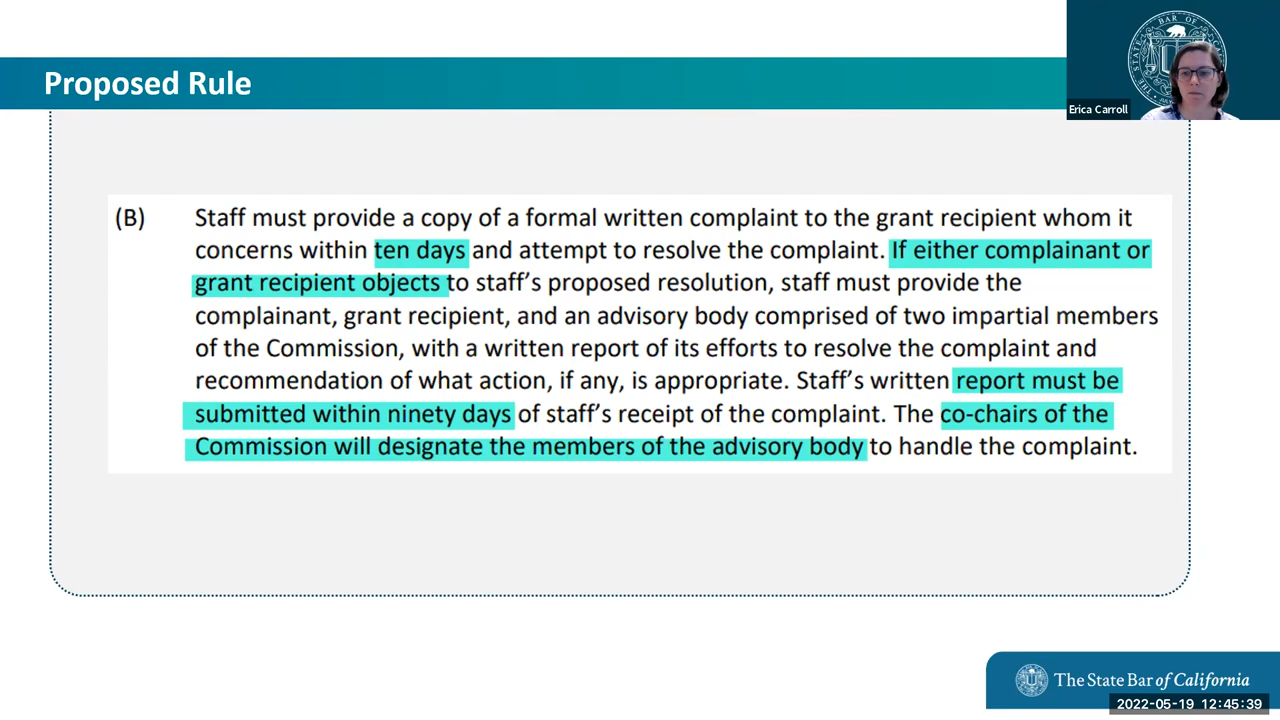 Proposed Rule
Erica Carroll
(B) Staff must provide a copy of a formal written complaint to the grant recipient whom it
concerns within ten days and attempt to resolve the complaint. If either complainant or
grant recipient objects to staff’s proposed resolution, staff must provide the
complainant, grant recipient, and an advisory body comprised of two impartial members
of the Commission, with a written report of its efforts to resolve the complaint and
recommendation of what action, if any, is appropriate. Staff’s written report must be
submitted within ninety days of staff’s receipt of the complaint. The co-chairs of the
Commission will designate the members of the advisory body to handle the complaint.
The State Bar of California
2022-05-19 12:45:39